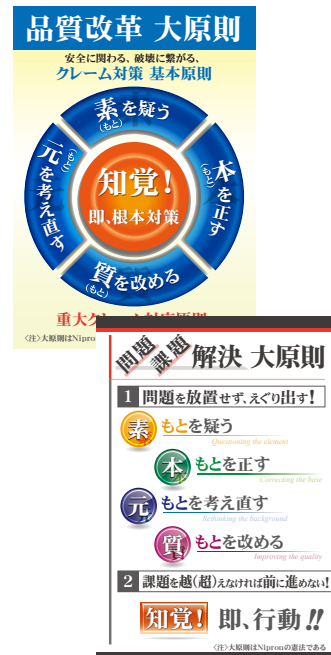 品質改革 大原則
安全に関わる、破壊に繋がる、
クレーム対策 基本原則
素を疑う
(もと)
本を正す
(もと)
元を考え直す
(もと)
質を改める
(もと)
知覚!
即、根本対策
重大クレーム対応原則
〈注〉大原則はNipro
問題 課題 解決 大原則
1 問題を放置せず、えぐり出す!
素 もとを疑う
Questioning the element
本 もとを正す
Correcting the base
元 もとを考え直す
Rethinking the background
質 もとを改める
Improving the quality
2 課題を越(超)えなければ前に進めない!
知覚! 即、行動!!
〈注〉大原則はNipronの憲法である